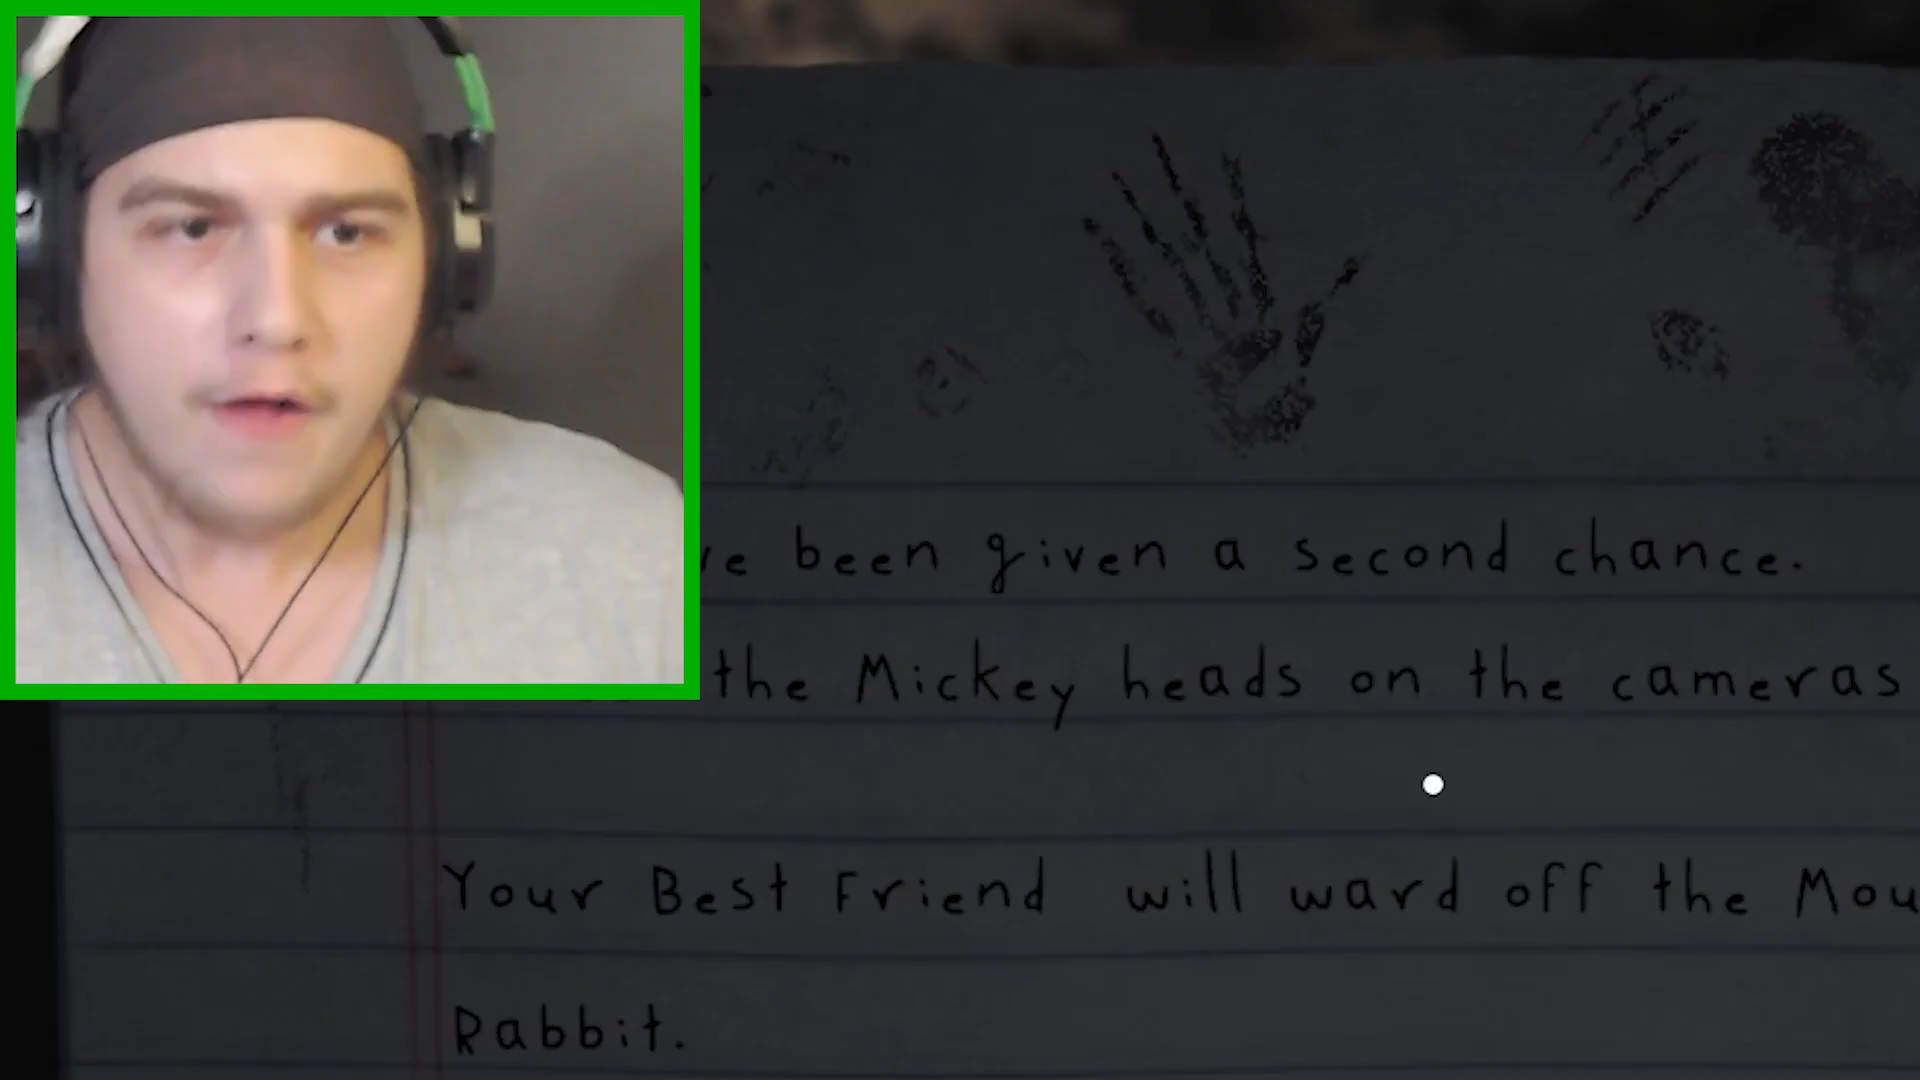 been given a second chance.
the Mickey heads on the cameras
Your Best Friend will ward off the
Rabbit.